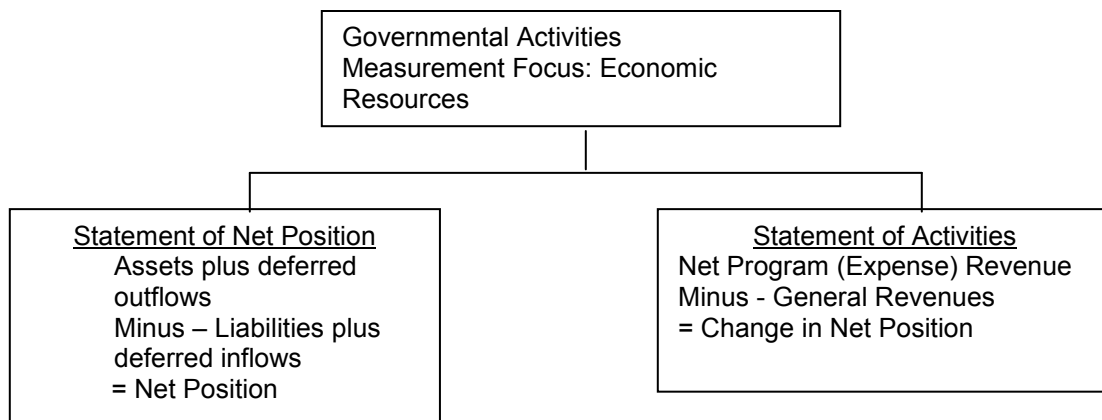 Governmental Activities
Measurement Focus: Economic
Resources
Statement of Net Position
Assets plus deferred
outflows
Minus – Liabilities plus
deferred inflows
= Net Position
Statement of Activities
Net Program (Expense) Revenue
Minus - General Revenues
= Change in Net Position